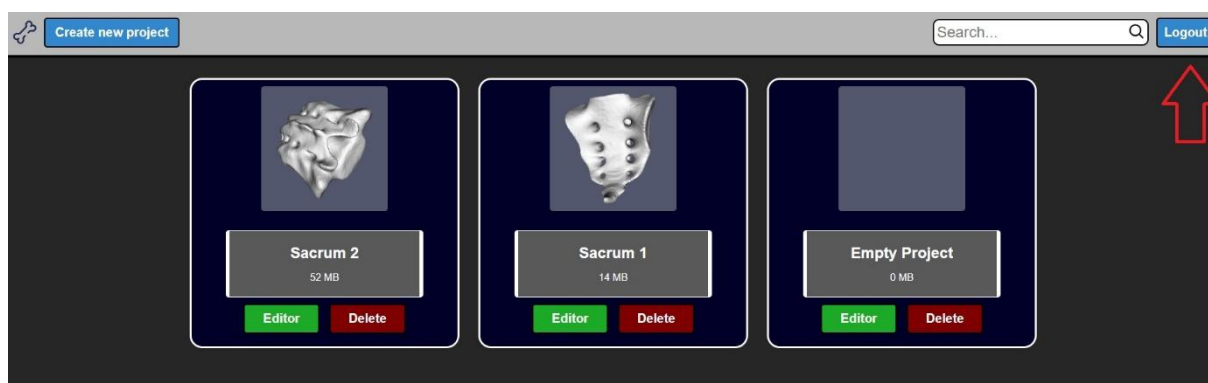 Create new project
Search...
Logout
Sacrum 2
52 MB
Editor
Delete
Sacrum 1
14 MB
Editor
Delete
Empty Project
0 MB
Editor
Delete